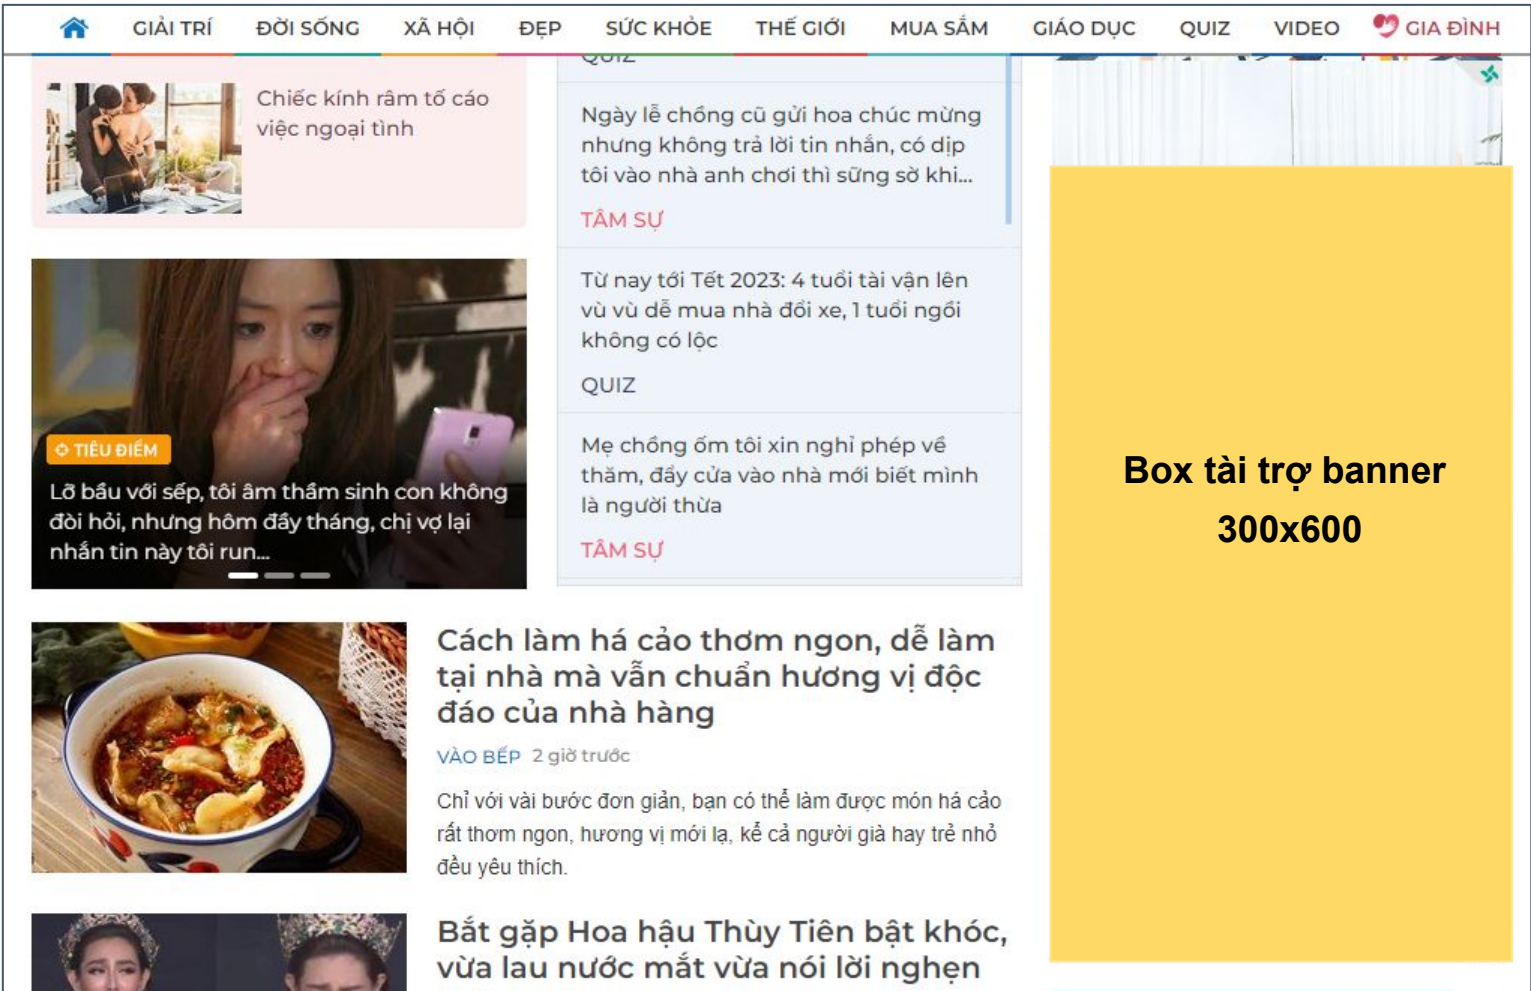 GIẢI TRÍ ĐỜI SỐNG XÃ HỘI ĐẸP SỨC KHỎE THẾ GIỚI MUA SẮM GIÁO DỤC QUIZ VIDEO GIA ĐÌNH
Chiếc kính râm tố cáo
việc ngoại tình
TIÊU ĐIỂM
Lỡ bầu với sếp, tôi âm thầm sinh con không
đòi hỏi, nhưng hôm đầy tháng, chị vợ lại
nhắn tin này tôi run...
QUIZ
Ngày lễ chồng cũ gửi hoa chúc mừng
nhưng không trả lời tin nhắn, có dịp
tôi vào nhà anh chơi thì sững sờ khi...
TÂM SỰ
Từ nay tới Tết 2023: 4 tuổi tài vận lên
vù vù dễ mua nhà đổi xe, 1 tuổi ngồi
không có lộc
QUIZ
Mẹ chồng ốm tôi xin nghỉ phép về
thăm, đẩy cửa vào nhà mới biết mình
là người thừa
TÂM SỰ
Box tài trợ banner
300x600
Cách làm há cảo thơm ngon, dễ làm
tại nhà mà vẫn chuẩn hương vị độc
đáo của nhà hàng
VÀO BẾP 2 giờ trước
Chỉ với vài bước đơn giản, bạn có thể làm được món há cảo
rất thơm ngon, hương vị mới lạ, kể cả người già hay trẻ nhỏ
đều yêu thích.
Bắt gặp Hoa hậu Thùy Tiên bật khóc,
vừa lau nước mắt vừa nói lời nghẹn